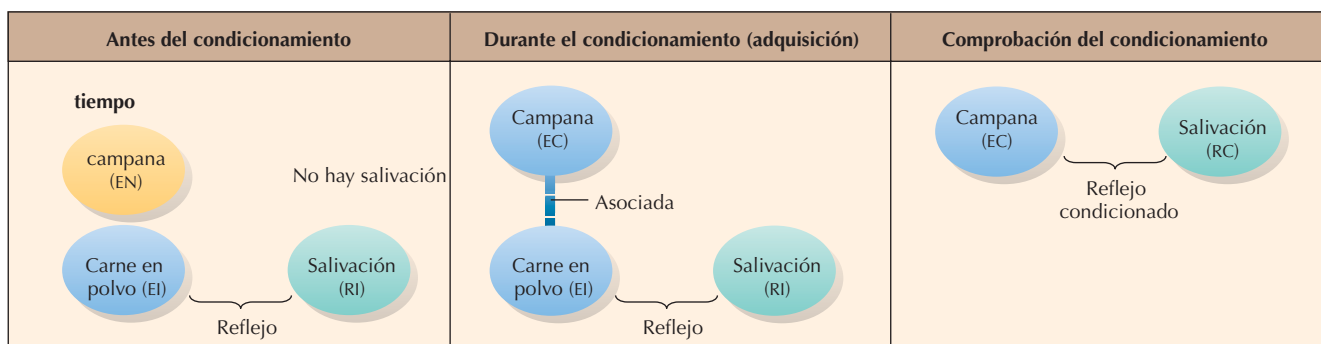 Antes del condicionamiento
tiempo
campana
(EN)
No hay salivación
Carne en
polvo (EI)
Salivación
(RI)
Reflejo
Durante el condicionamiento (adquisición)
Campana
(EC)
Asociada
Carne en
polvo (EI)
Salivación
(RI)
Reflejo
Comprobación del condicionamiento
Campana
(EC)
Salivación
(RC)
Reflejo
condicionado